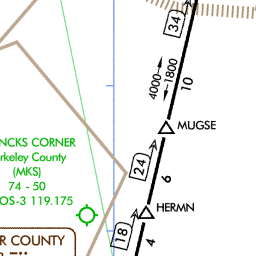 34
4000
1800
10
MUGSE
NCKS CORNER
rkeley County
(MKS)
74 - 50
OS-3 119.175
24
6
HERMN
18
4
R COUNTY